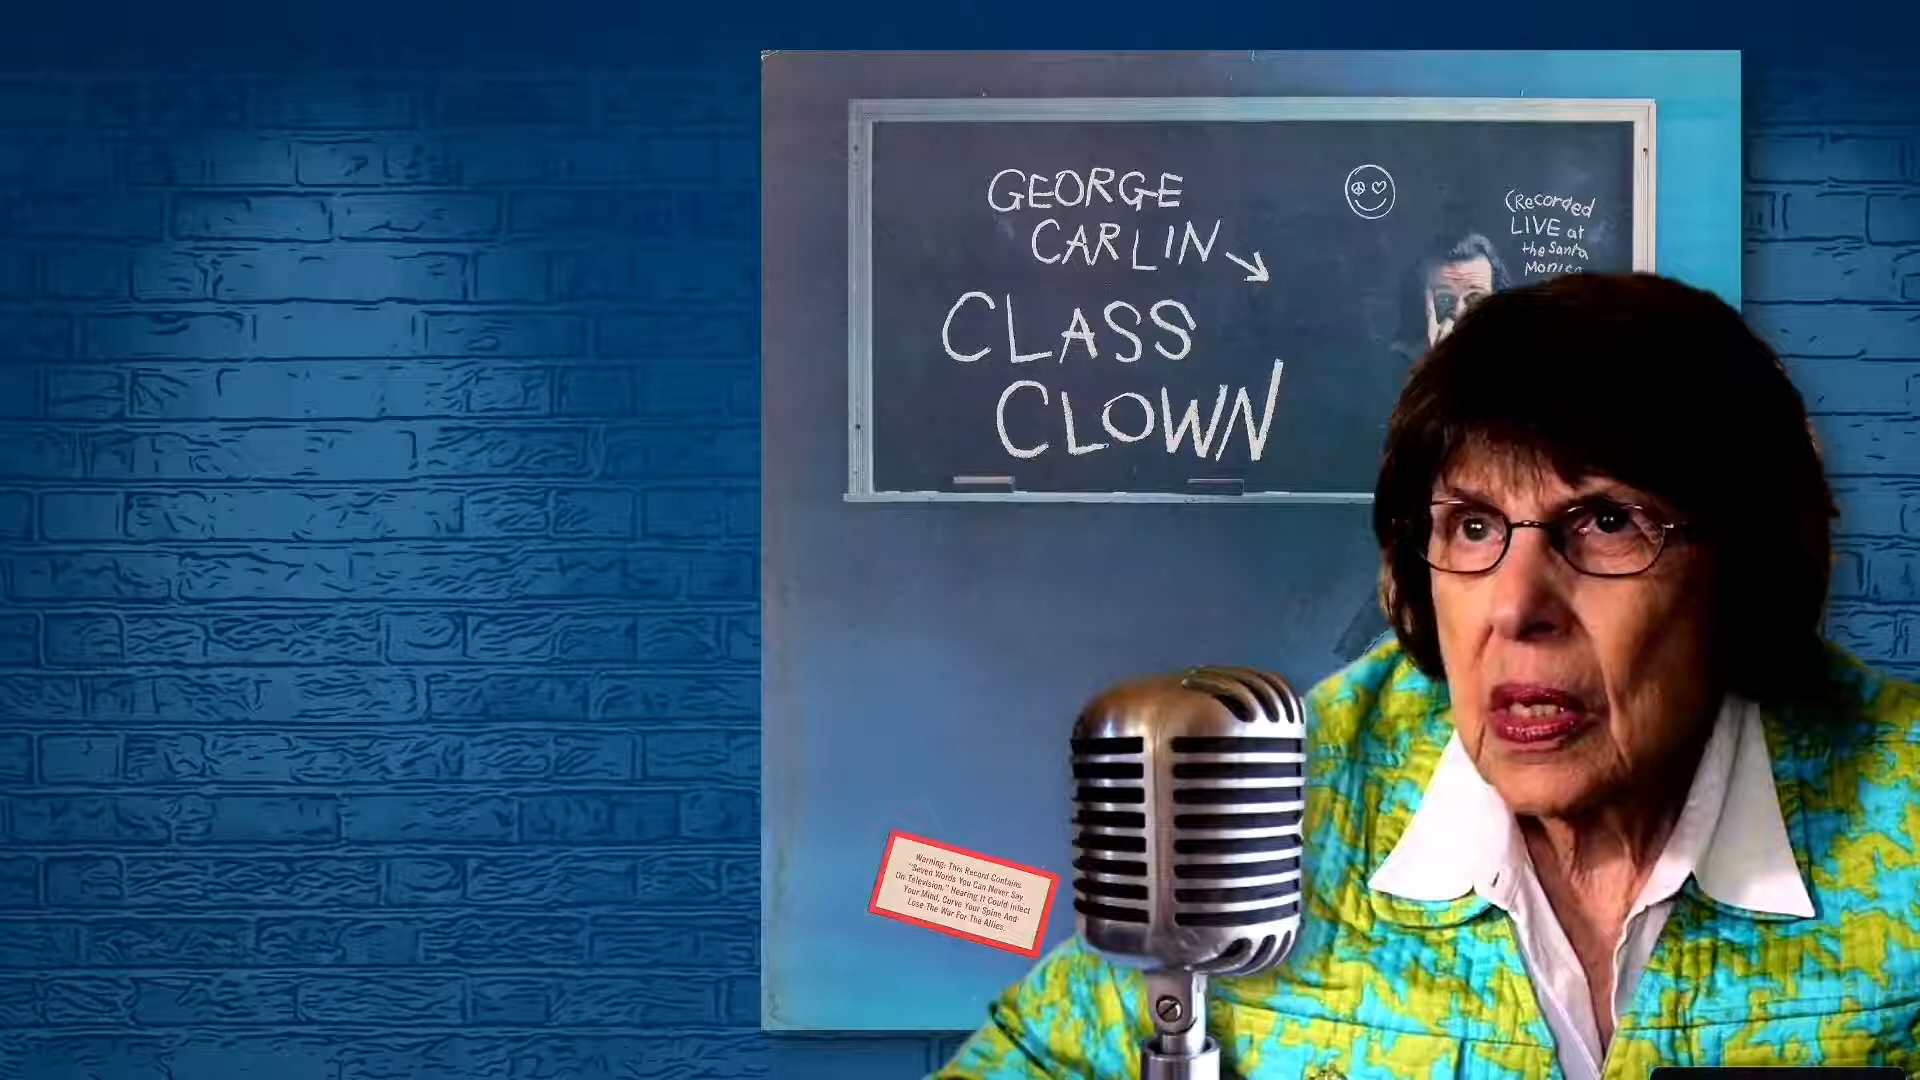 GEORGE
CARLIN
CLASS
CLOWN
(Recorded
LIVE at
the Santa
Monica
Warning: This Record Contains
"Seven Words You Can Never Say
On Television." Hearing It Could Infect
Your Mind, Curve Your Spine And
Lose The War For The Allies.